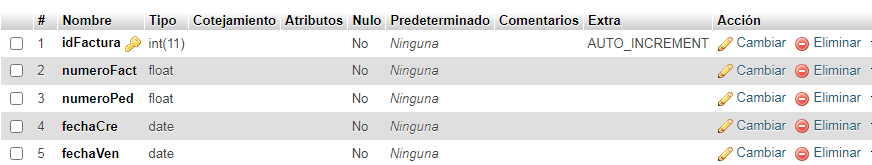 # Nombre Tipo Cotejamiento Atributos Nulo Predeterminado Comentarios Extra Acción
1 idFactura int(11) No Ninguna AUTO_INCREMENT Cambiar Eliminar
2 numeroFact float No Ninguna Cambiar Eliminar
3 numeroPed float No Ninguna Cambiar Eliminar
4 fechaCre date No Ninguna Cambiar Eliminar
5 fechaVen date No Ninguna Cambiar Eliminar